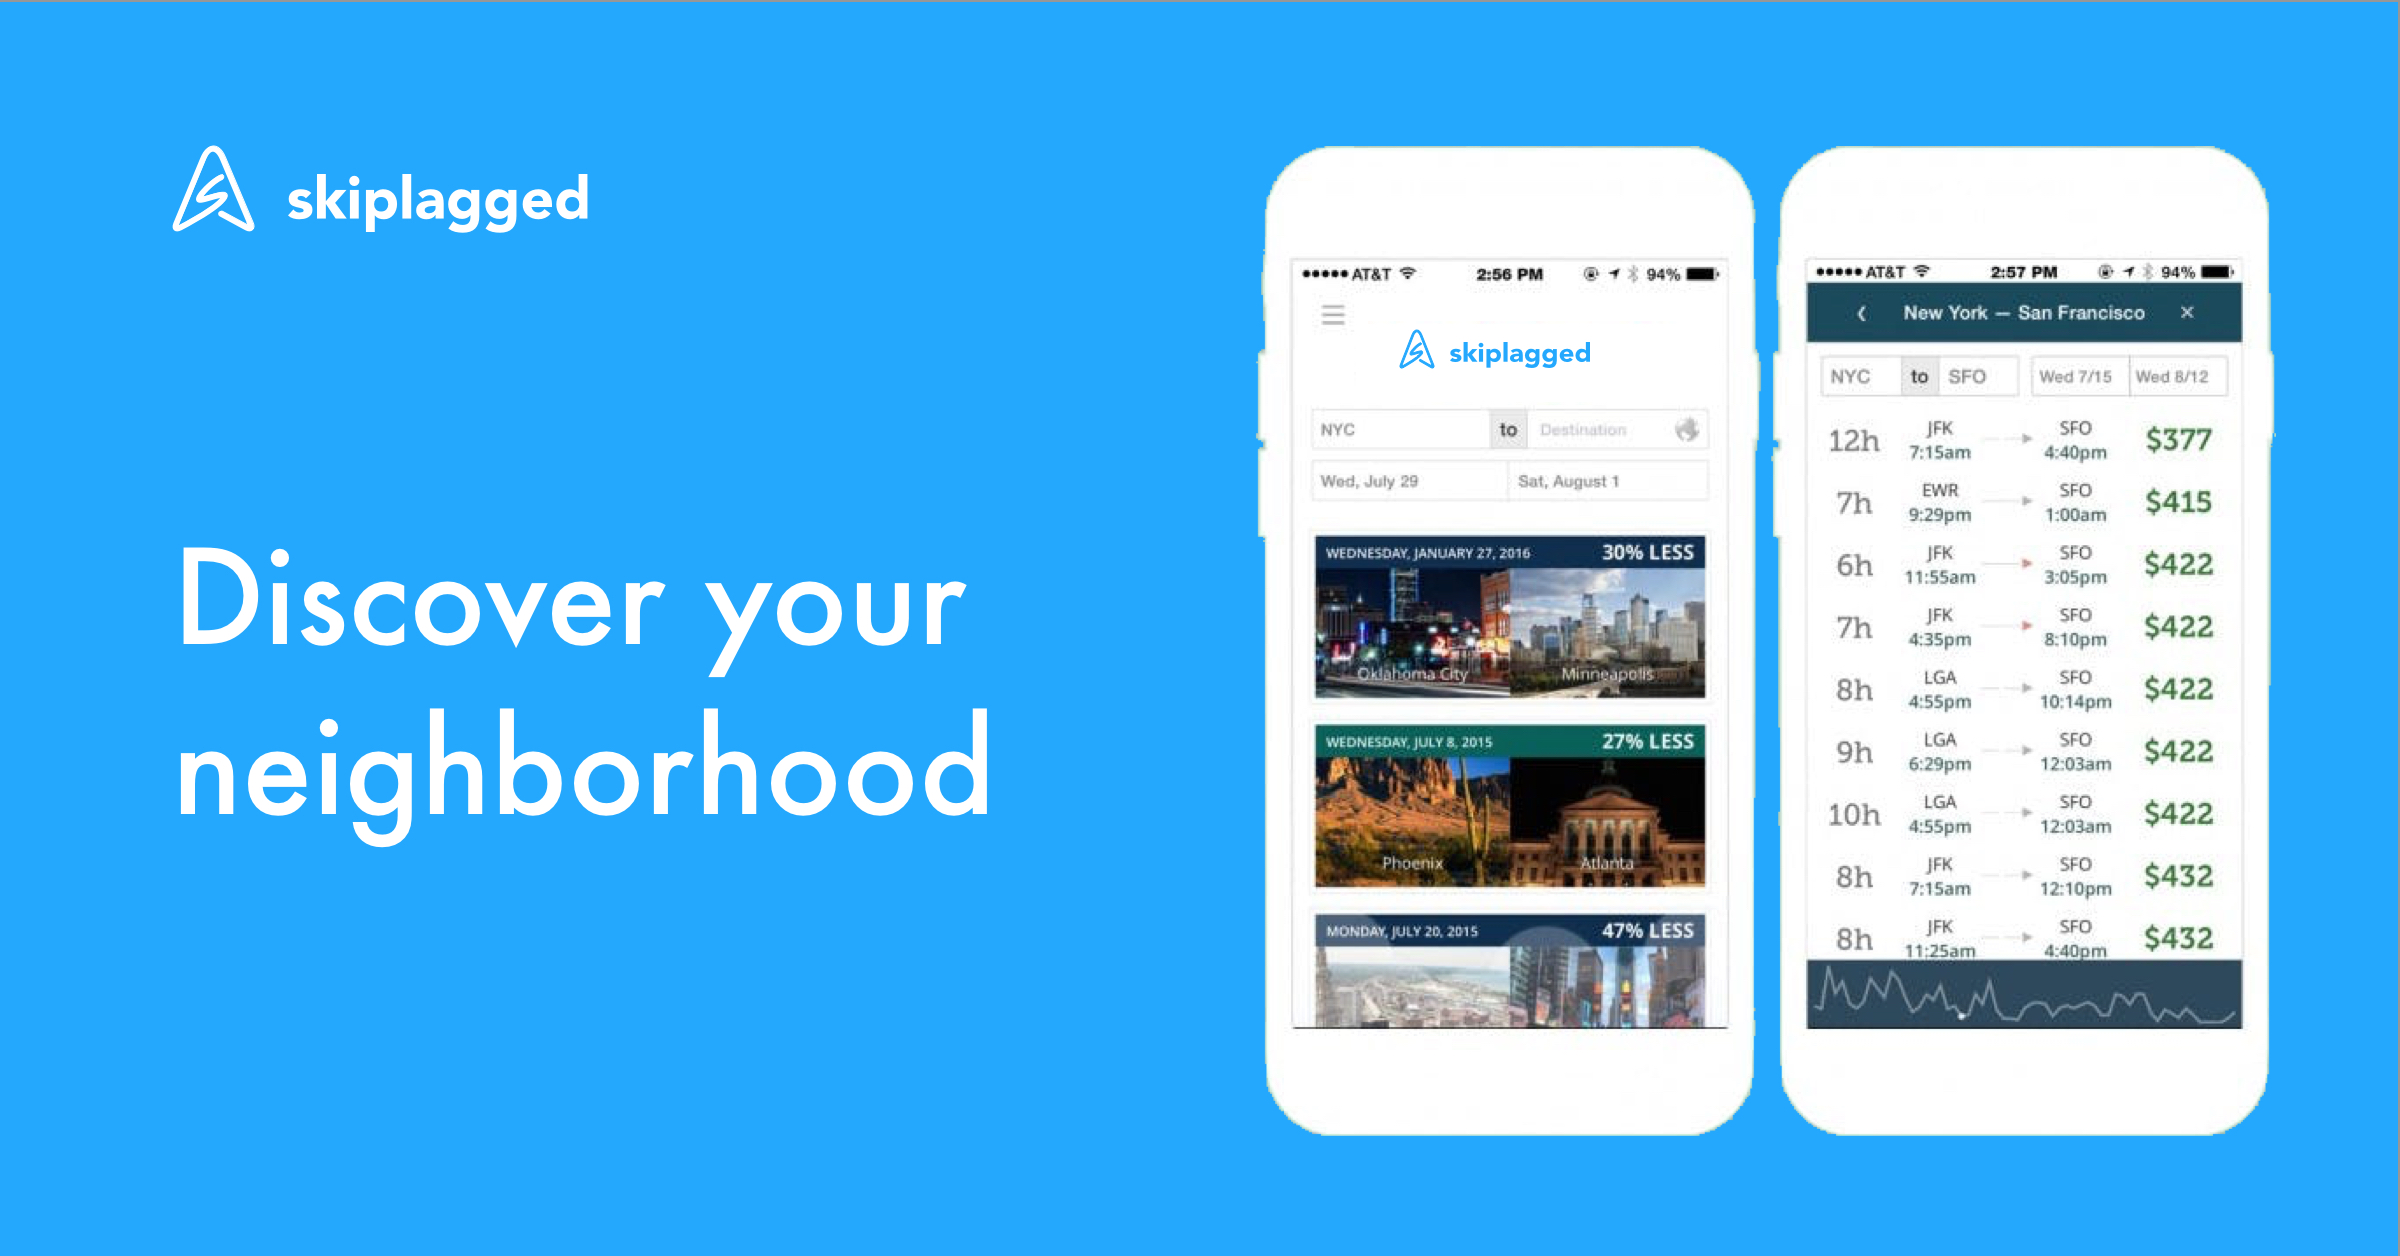 skiplagged
Discover your
neighborhood
AT&T 2:56 PM 94%
skiplagged
NYC to Destination
Wed, July 29 Sat, August 1
WEDNESDAY, JANUARY 27, 2016 30% LESS
Oklahoma City Minneapolis
WEDNESDAY, JULY 8, 2015 27% LESS
Phoenix Atlanta
MONDAY, JULY 20, 2015 47% LESS
AT&T 2:57 PM 94%
New York — San Francisco ×
NYC to SFO Wed 7/15 Wed 8/12
12h JFK SFO $377
7:15am 4:40pm
7h EWR SFO $415
9:29pm 1:00am
6h JFK SFO $422
11:55am 3:05pm
7h JFK SFO $422
4:35pm 8:10pm
8h LGA SFO $422
4:55pm 10:14pm
9h LGA SFO $422
6:29pm 12:03am
10h LGA SFO $422
4:55pm 12:03am
8h JFK SFO $432
7:15am 12:10pm
8h JFK SFO $432
11:25am 4:40pm